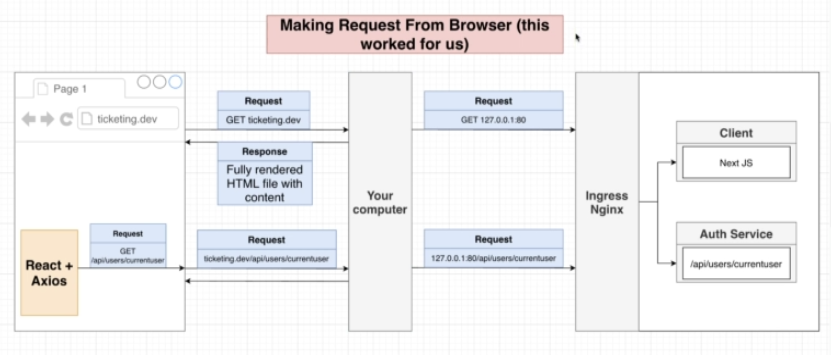 Making Request From Browser (this
worked for us)
Page 1
ticketing.dev
Request
GET ticketing.dev
Response
Fully rendered
HTML file with
content
Request
GET 127.0.0.1:80
Your
computer
Ingress
Nginx
Client
Next JS
Auth Service
/api/users/currentuser
React +
Axios
Request
GET
/api/users/currentuser
Request
ticketing.dev/api/users/currentuser
Request
127.0.0.1:80/api/users/currentuser